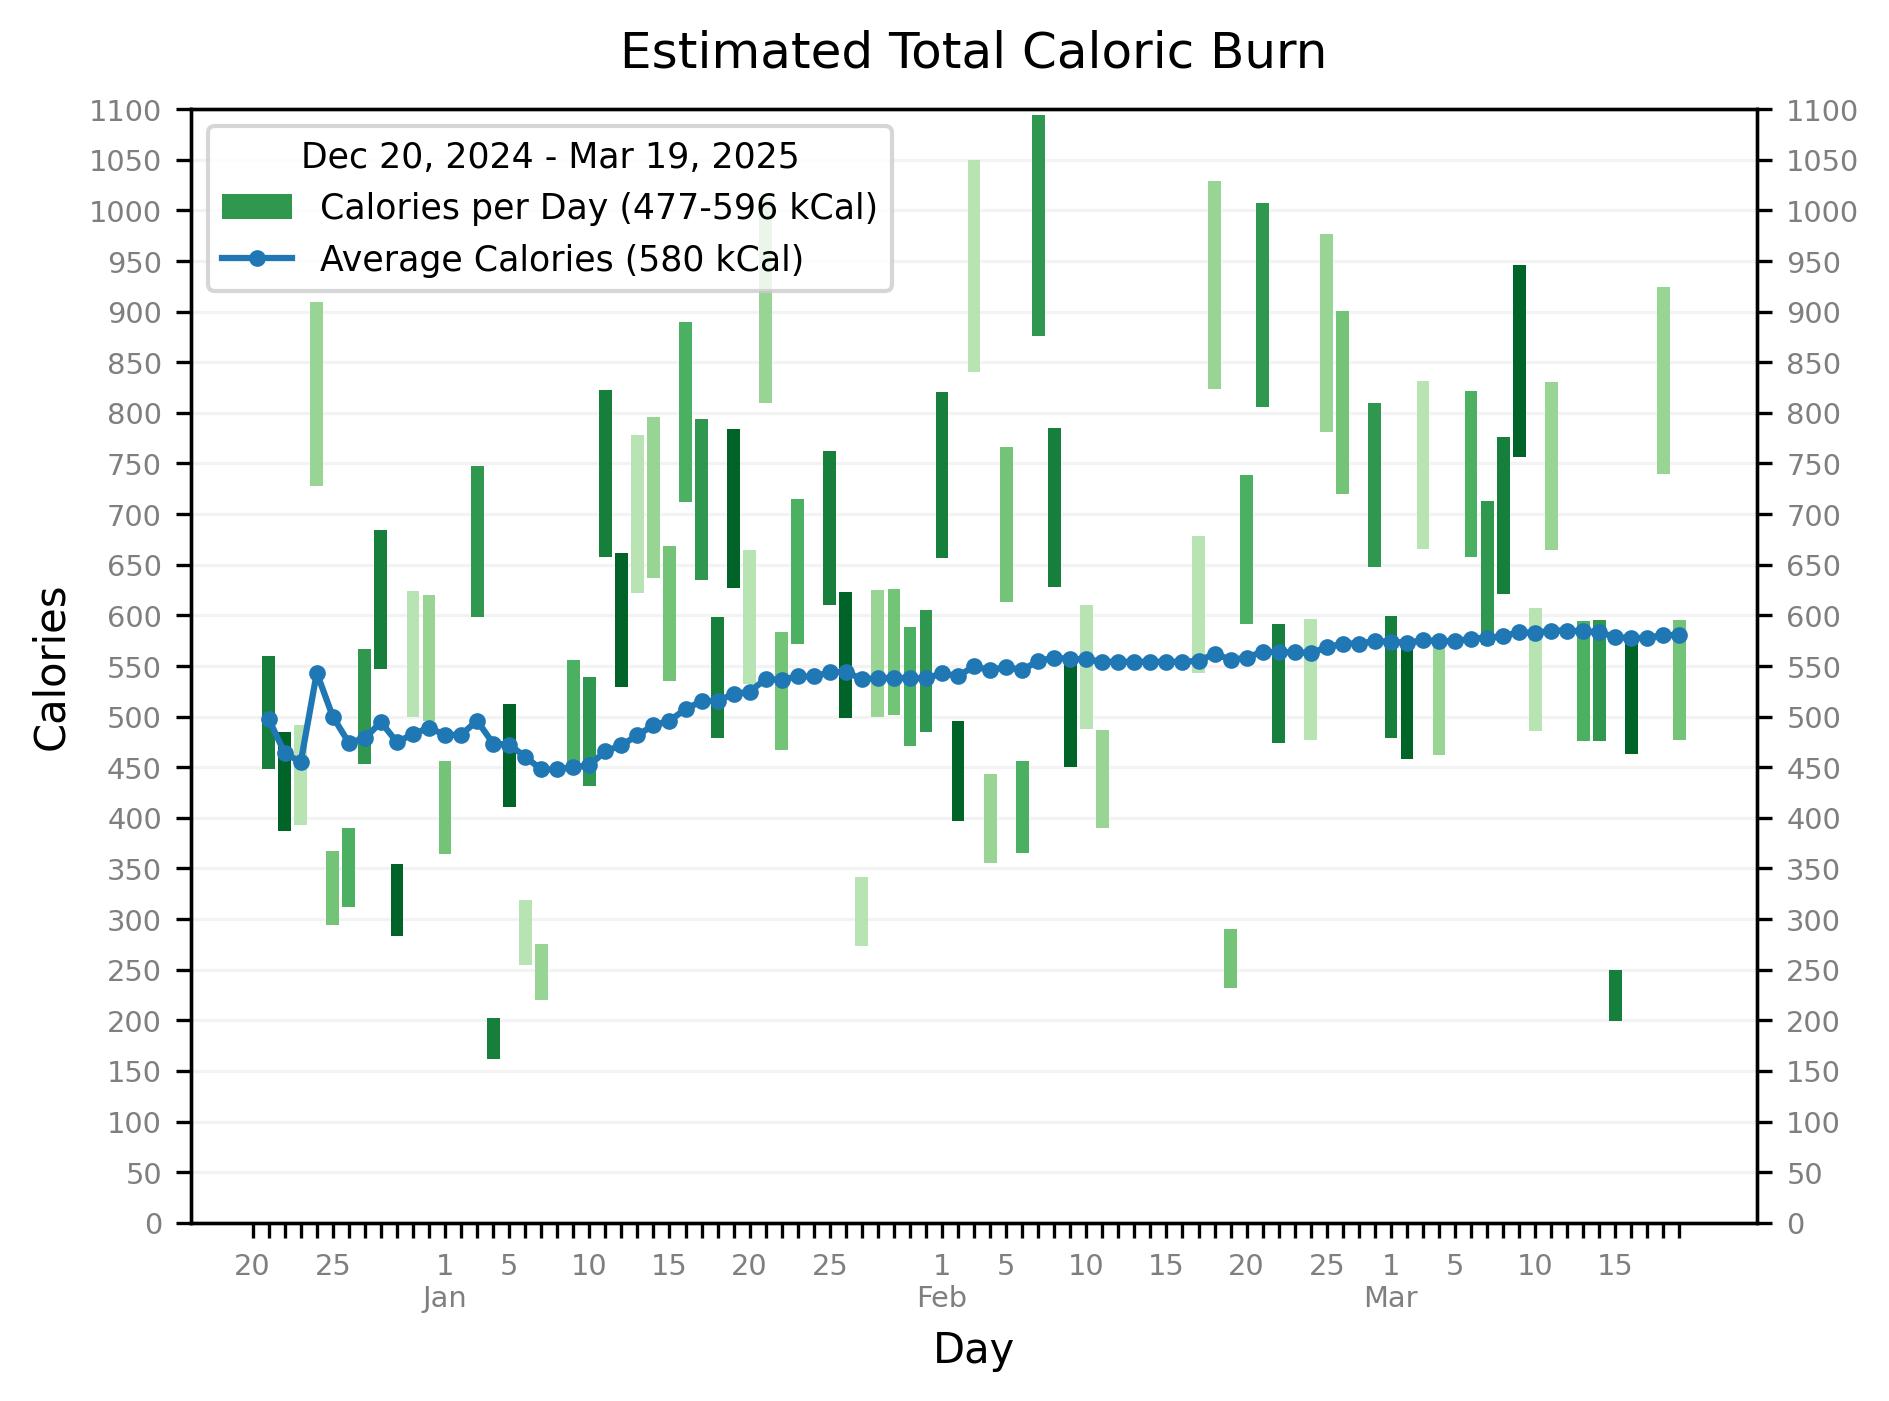 Estimated Total Caloric Burn
Dec 20, 2024 - Mar 19, 2025
Calories per Day (477-596 kCal)
Average Calories (580 kCal)
1100 1100
1050 1050
1000 1000
950 950
900 900
850 850
800 800
750 750
700 700
650 650
600 600
550 550
500 500
450 450
400 400
350 350
300 300
250 250
200 200
150 150
100 100
50 50
0 0
Calories
20 25 1 5 10 15 20 25 1 5 10 15 20 25 1 5 10 15
Jan Feb Mar
Day